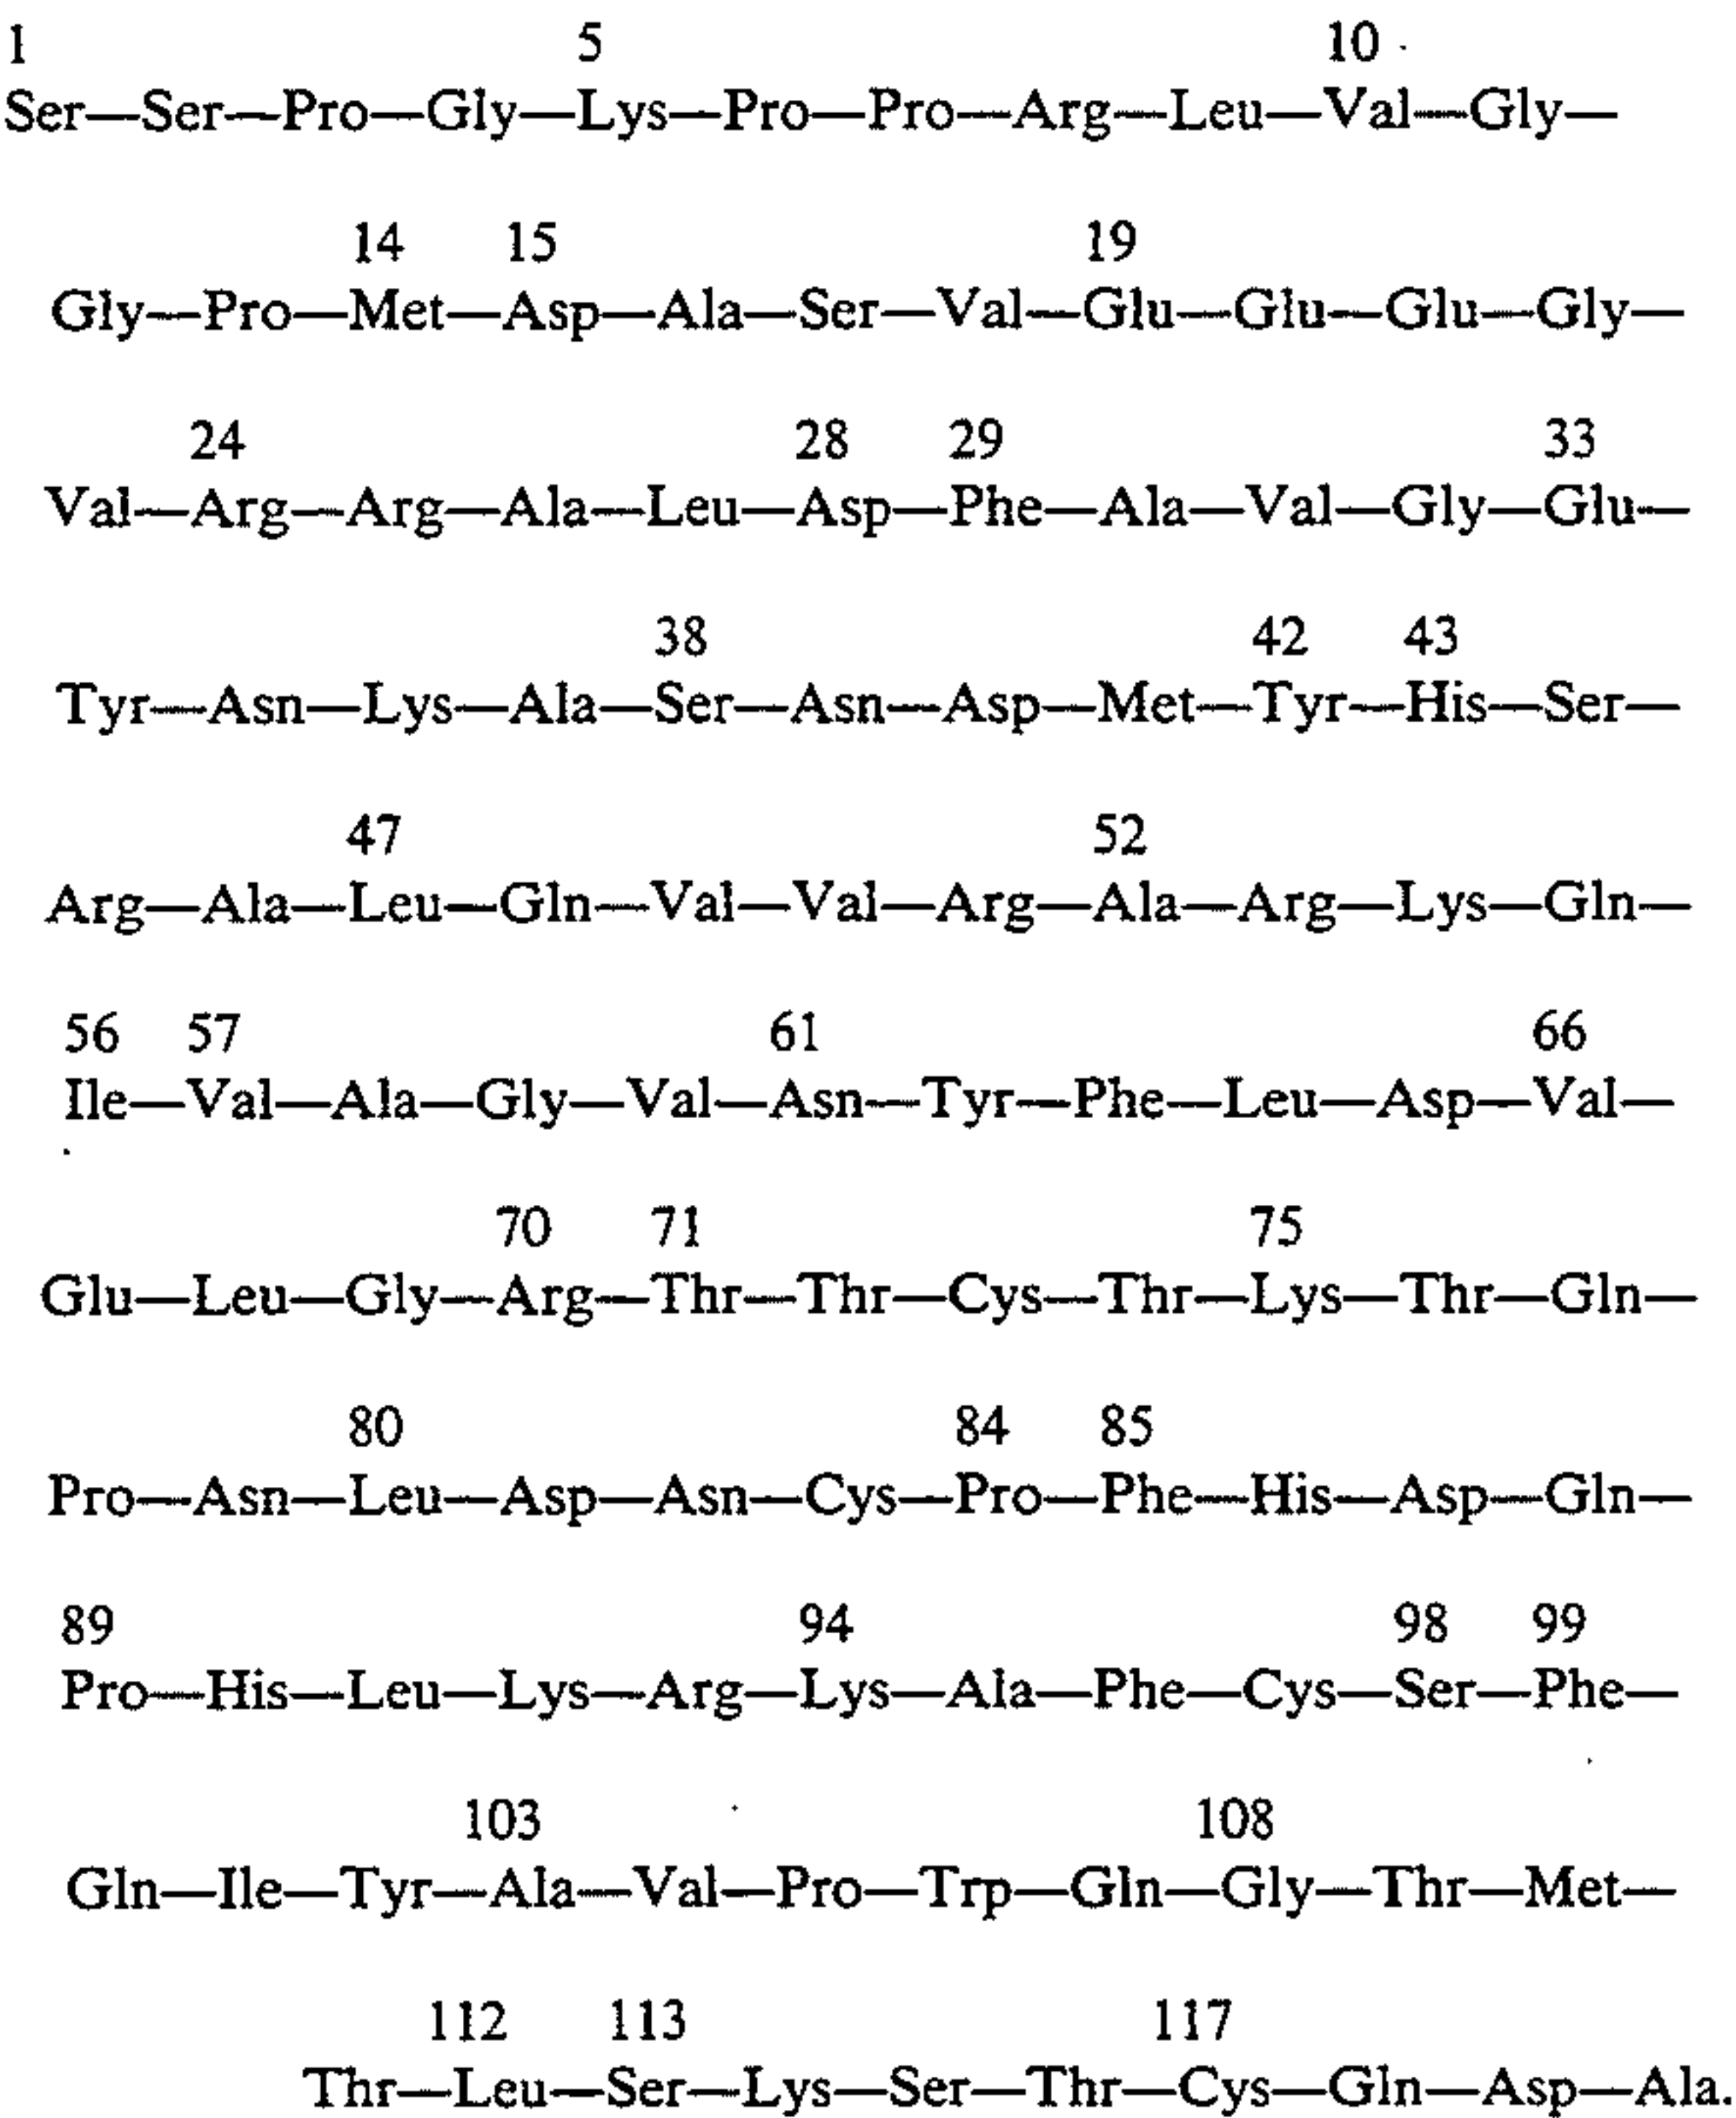 1 5 10
Ser—Ser—Pro—Gly—Lys—Pro—Pro—Arg—Leu—Val—Gly—
14 15 19
Gly—Pro—Met—Asp—Ala—Ser—Val—Glu—Glu—Glu—Gly—
24 28 29 33
Val—Arg—Arg—Ala—Leu—Asp—Phe—Ala—Val—Gly—Glu—
38 42 43
Tyr—Asn—Lys—Ala—Ser—Asn—Asp—Met—Tyr—His—Ser—
47 52
Arg—Ala—Leu—Gln—Val—Val—Arg—Ala—Arg—Lys—Gln—
56 57 61 66
Ile—Val—Ala—Gly—Val—Asn—Tyr—Phe—Leu—Asp—Val—
70 71 75
Glu—Leu—Gly—Arg—Thr—Thr—Cys—Thr—Lys—Thr—Gln—
80 84 85
Pro—Asn—Leu—Asp—Asn—Cys—Pro—Phe—His—Asp—Gln—
89 94 98 99
Pro—His—Leu—Lys—Arg—Lys—Ala—Phe—Cys—Ser—Phe—
103 108
Gln—Ile—Tyr—Ala—Val—Pro—Trp—Gln—Gly—Thr—Met—
112 113 117
Thr—Leu—Ser—Lys—Ser—Thr—Cys—Gln—Asp—Ala.